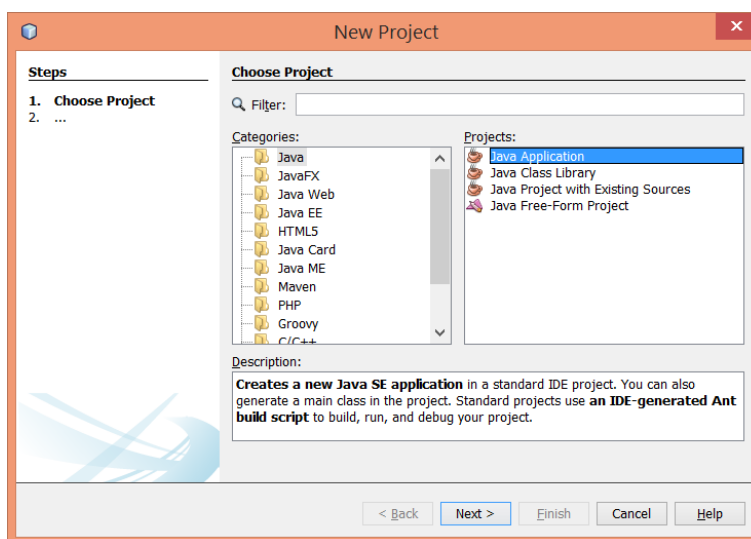 New Project
x
Steps
1. Choose Project
2. ...
Choose Project
Filter:
Categories:
Java
JavaFX
Java Web
Java EE
HTML5
Java Card
Java ME
Maven
PHP
Groovy
C/C++
Projects:
Java Application
Java Class Library
Java Project with Existing Sources
Java Free-Form Project
Description:
Creates a new Java SE application in a standard IDE project. You can also
generate a main class in the project. Standard projects use an IDE-generated Ant
build script to build, run, and debug your project.
< Back Next > Finish Cancel Help